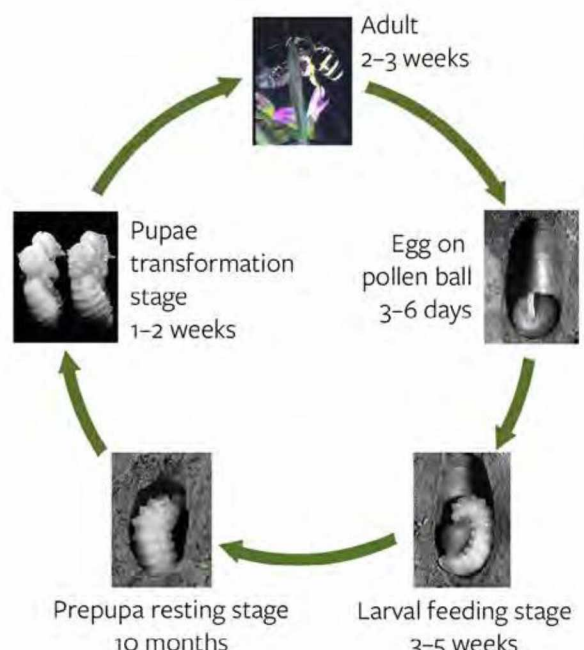 Adult
2–3 weeks
Egg on
pollen ball
3–6 days
Larval feeding stage
3–5 weeks
Prepupa resting stage
10 months
Pupae
transformation
stage
1–2 weeks